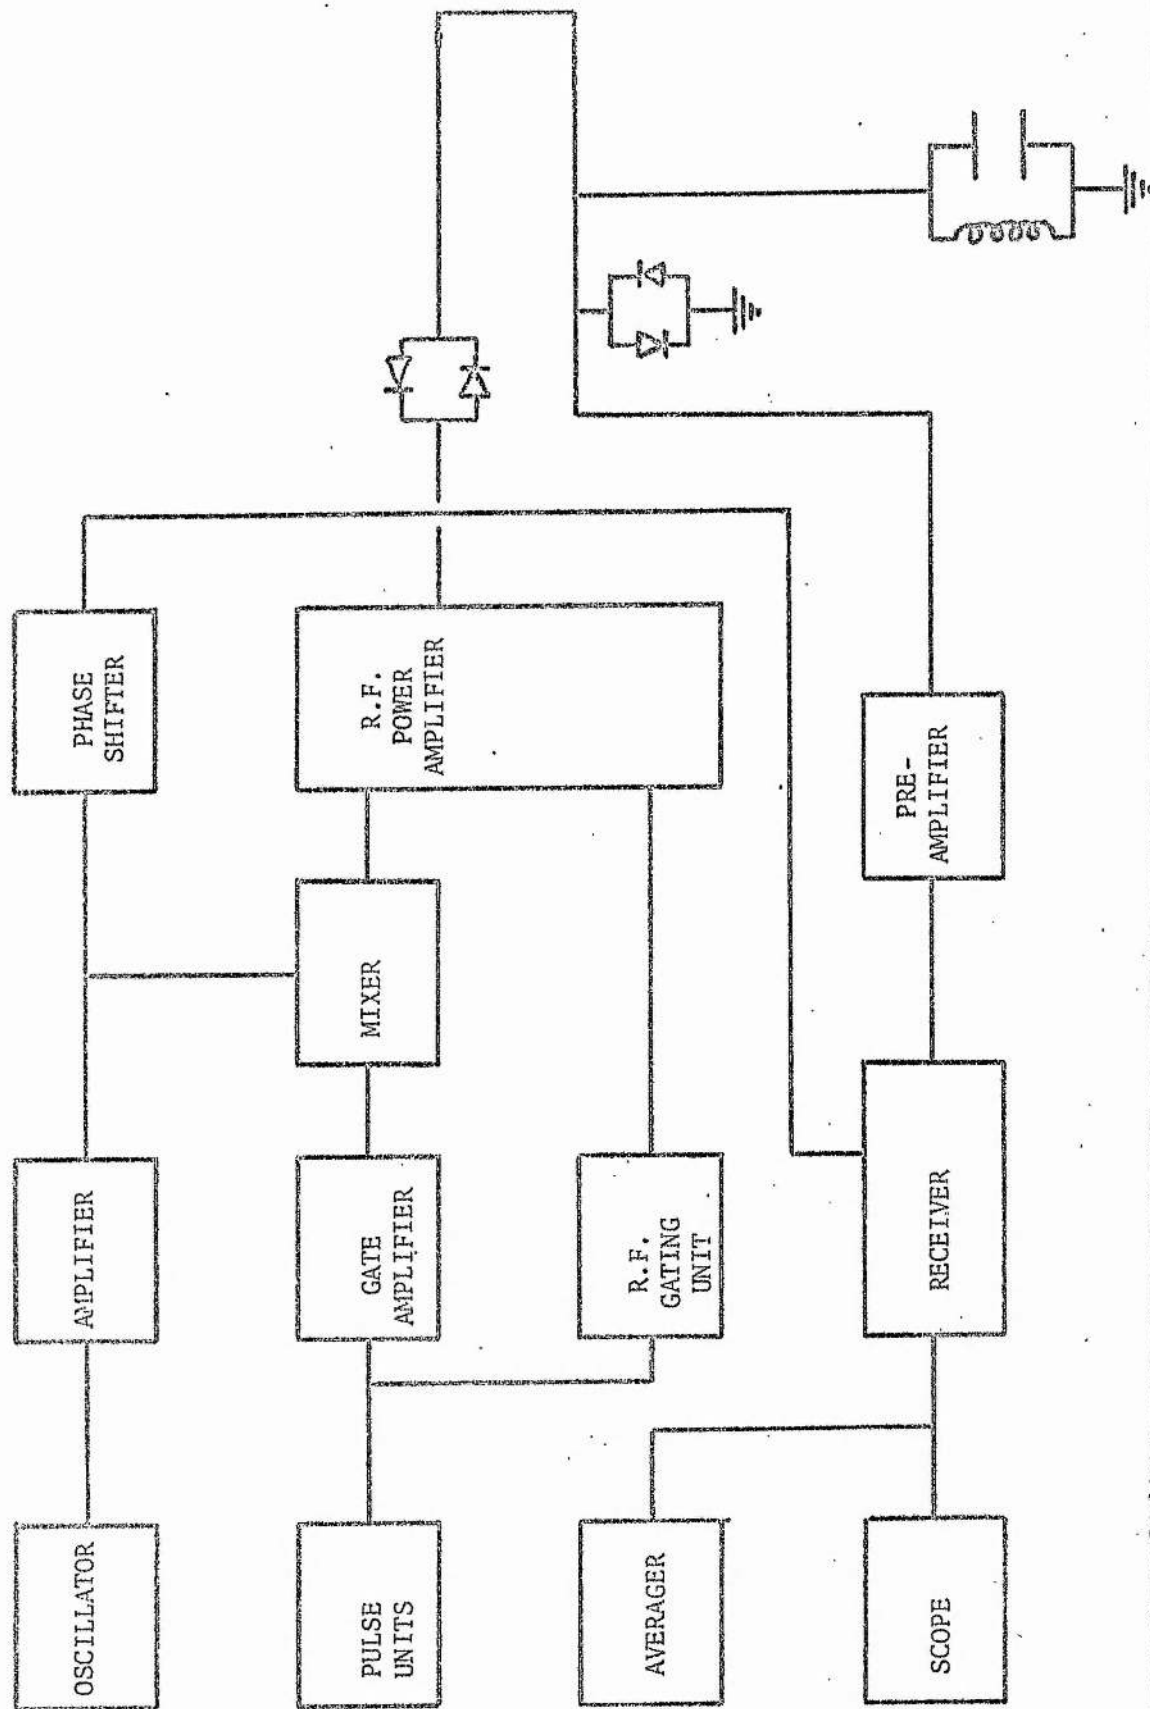 OSCILLATOR
AMPLIFIER
PHASE
SHIFTER
PULSE
UNITS
GATE
AMPLIFIER
MIXER
R.F.
POWER
AMPLIFIER
AVERAGER
R.F.
GATING
UNIT
SCOPE
RECEIVER
PRE-
AMPLIFIER